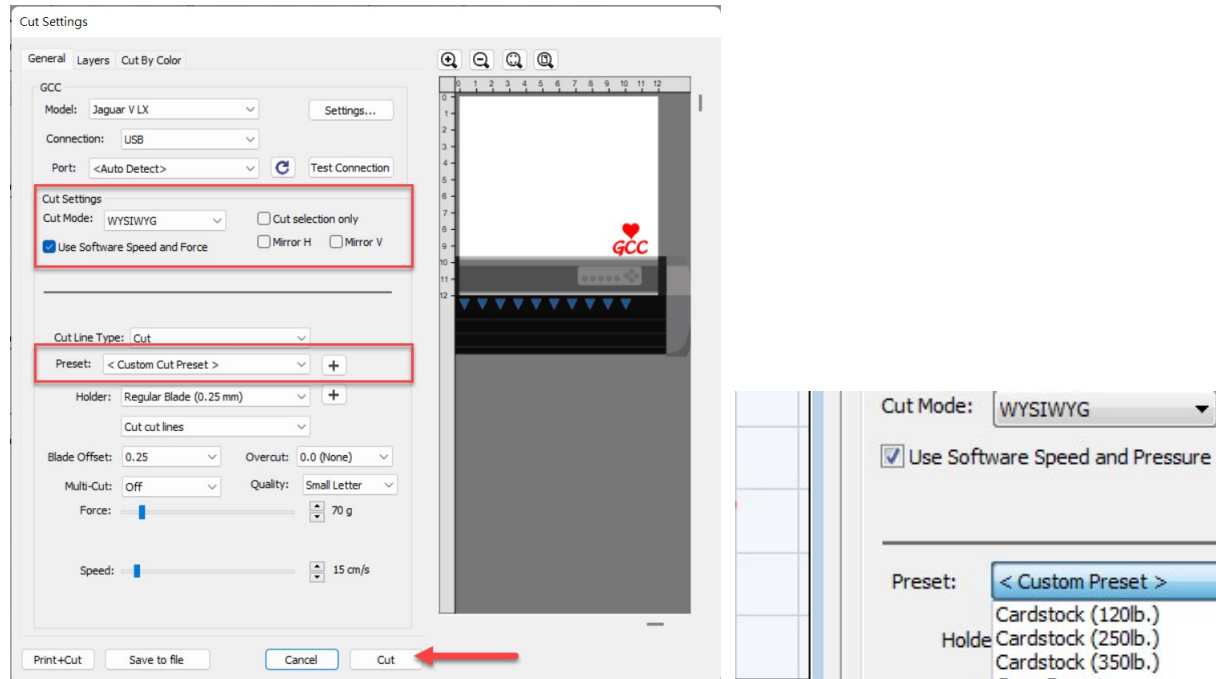 Cut Settings
General Layers Cut By Color
GCC
Model: Jaguar V LX Settings...
Connection: USB
Port: <Auto Detect> Test Connection
Cut Settings
Cut Mode: WYSIWYG Cut selection only
Use Software Speed and Force Mirror H Mirror V
Cut Line Type: Cut
Preset: < Custom Cut Preset > +
Holder: Regular Blade (0.25 mm) +
Cut cut lines
Blade Offset: 0.25 Overcut: 0.0 (None)
Multi-Cut: Off Quality: Small Letter
Force: 70 g
Speed: 15 cm/s
Print+Cut Save to file Cancel Cut
0 1 2 3 4 5 6 7 8 9 10 11 12
0
1
2
3
4
5
6
7
8
9
10
11
12
GCC
Cut Mode: WYSIWYG
Use Software Speed and Pressure
Preset: < Custom Preset >
Cardstock (120lb.)
Holde Cardstock (250lb.)
Cardstock (350lb.)